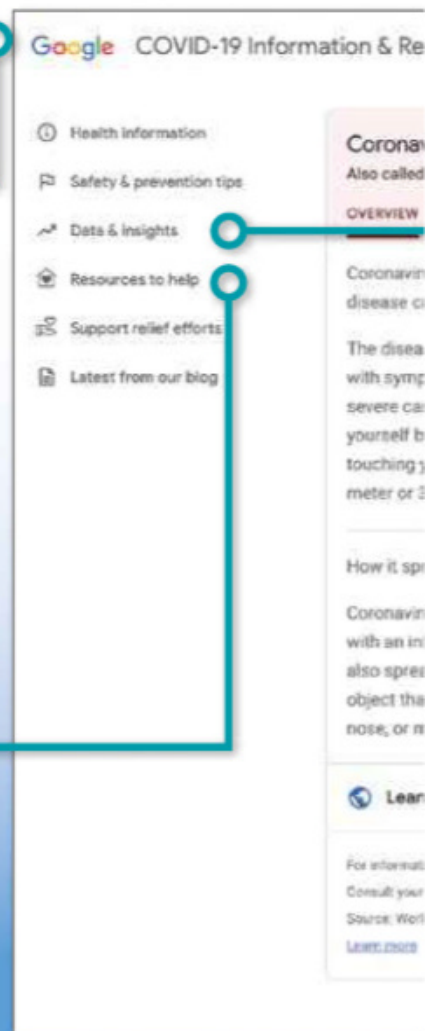 Google COVID-19 Information & Re
Health information
Safety & prevention tips
Data & insights
Resources to help
Support relief efforts
Latest from our blog
Coronav
Also called
OVERVIEW
Coronavir
disease ca
The disea
with symp
severe cas
yourself b
touching y
meter or 3
How it spr
Coronavir
with an in
also sprea
object tha
nose, or m
Lear
For informati
Consult your
Source: Worl
Learn more